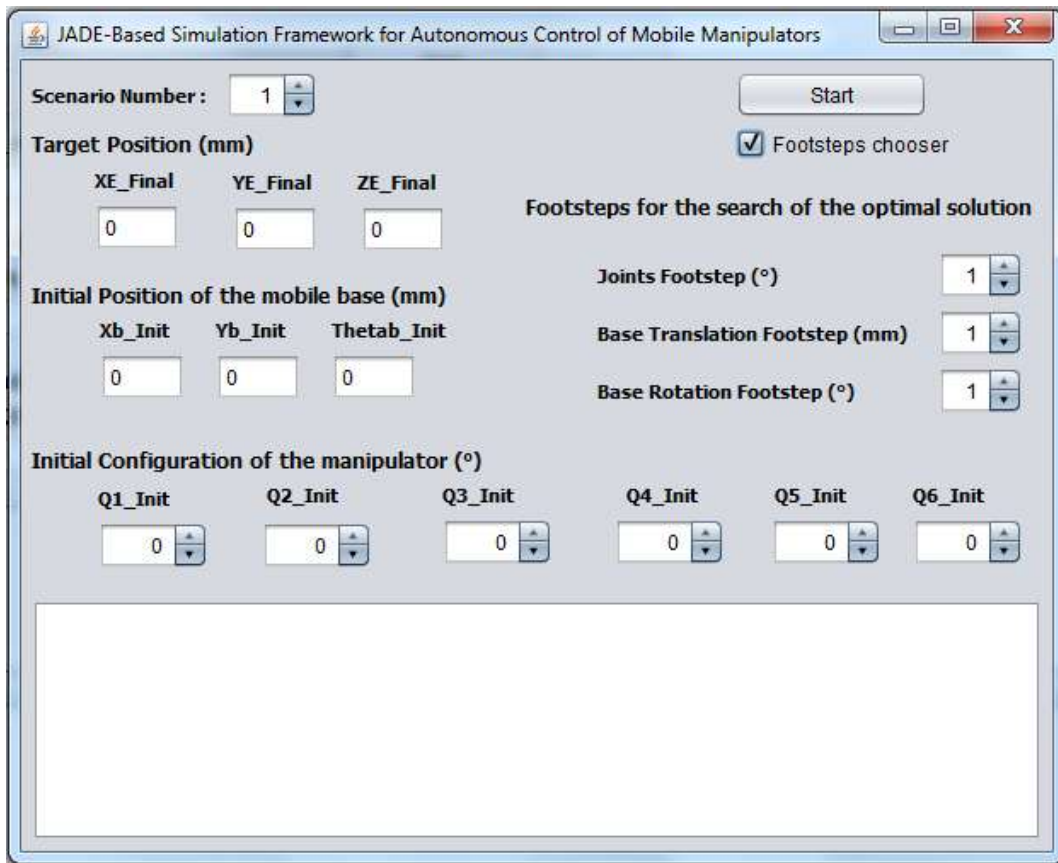 JADE-Based Simulation Framework for Autonomous Control of Mobile Manipulators
Scenario Number : 1
Start
Footsteps chooser
Target Position (mm)
XE_Final YE_Final ZE_Final
0 0 0
Footsteps for the search of the optimal solution
Joints Footstep (°) 1
Base Translation Footstep (mm) 1
Base Rotation Footstep (°) 1
Initial Position of the mobile base (mm)
Xb_Init Yb_Init Thetab_Init
0 0 0
Initial Configuration of the manipulator (°)
Q1_Init Q2_Init Q3_Init Q4_Init Q5_Init Q6_Init
0 0 0 0 0 0